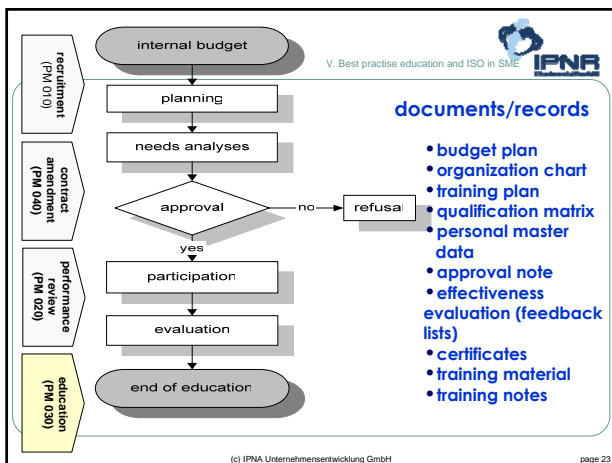 V. Best practise education and ISO in SME
IPNA
recruitment
(PM 010)
contract
amendment
(PM 040)
performance
review
(PM 020)
education
(PM 030)
internal budget
planning
needs analyses
approval
no
refusal
yes
participation
evaluation
end of education
documents/records
• budget plan
• organization chart
• training plan
• qualification matrix
• personal master
data
• approval note
• effectiveness
evaluation (feedback
lists)
• certificates
• training material
• training notes
(c) IPNA Unternehmensentwicklung GmbH
page 23